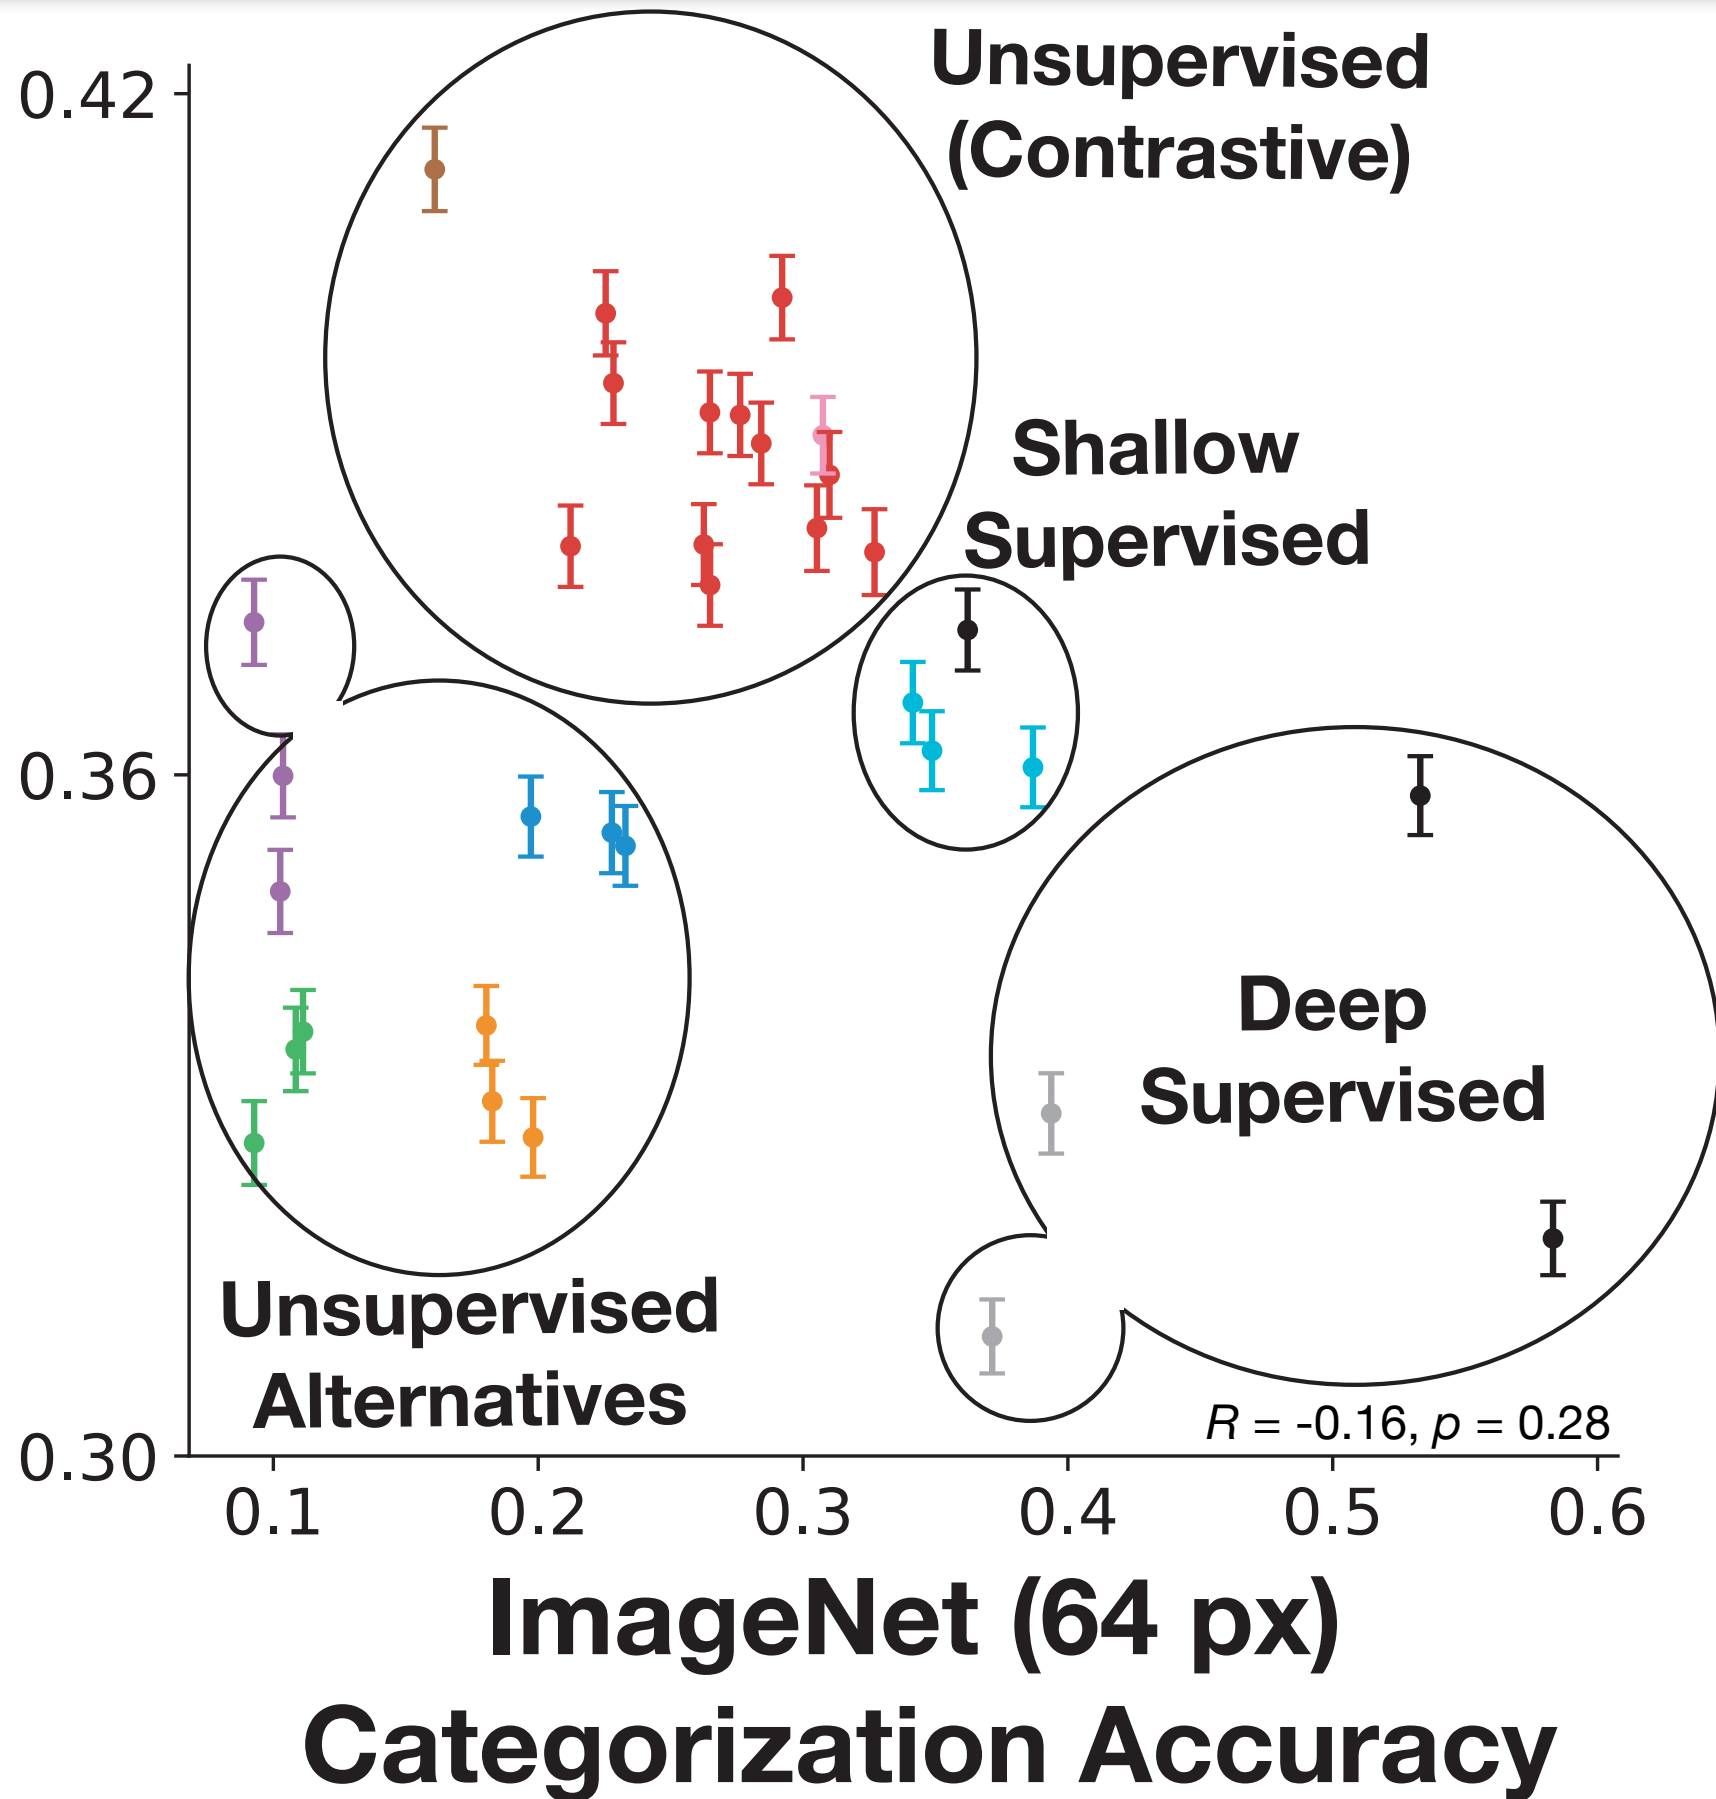 Unsupervised
(Contrastive)
0.42
Shallow
Supervised
0.36
Deep
Supervised
Unsupervised
Alternatives
R = -0.16, p = 0.28
0.30
0.1 0.2 0.3 0.4 0.5 0.6
ImageNet (64 px)
Categorization Accuracy